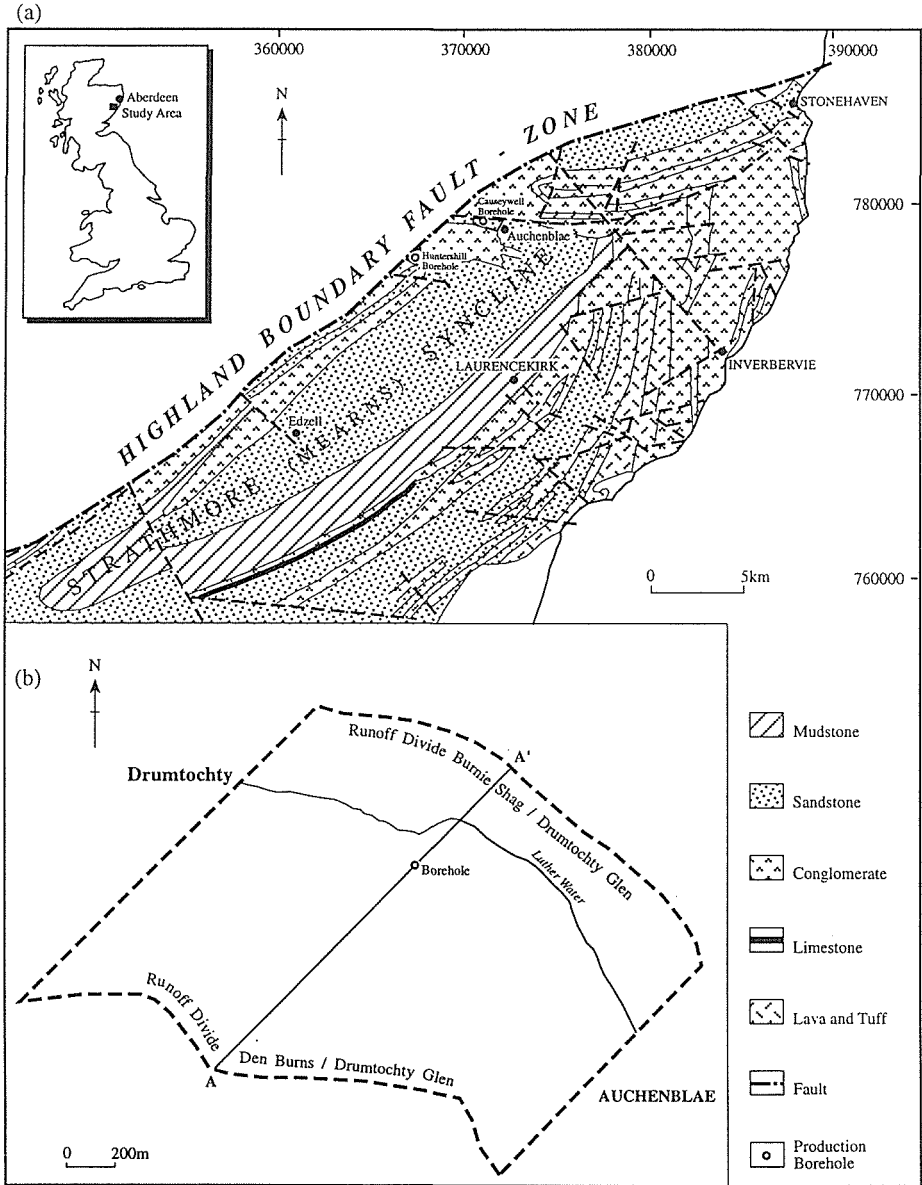 (a)
360000
370000
380000
390000
Aberdeen
Study Area
N
HIGHLAND BOUNDARY FAULT - ZONE
STONEHAVEN
Causeywell
Borehole
Auchenblae
780000
Huntershill
Borehole
STRATHMORE (MEARNS) SYNCLINE
LAURENCEKIRK
INVERBERVIE
770000
Edzell
0
5km
760000
(b)
N
Runoff Divide Burnie Shag / Drumtochty Glen
A'
Drumtochty
Borehole
Luther Water
Runoff Divide
Den Burns / Drumtochty Glen
A
AUCHENBLAE
0
200m
Mudstone
Sandstone
Conglomerate
Limestone
Lava and Tuff
Fault
Production
Borehole